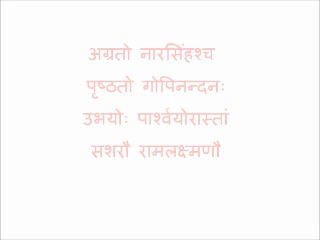 अग्रतो नारसिंहश्च
पृष्ठतो गोपिनन्दनः
उभयोः पार्श्वयोरास्तां
सशरौ रामलक्ष्मणौ